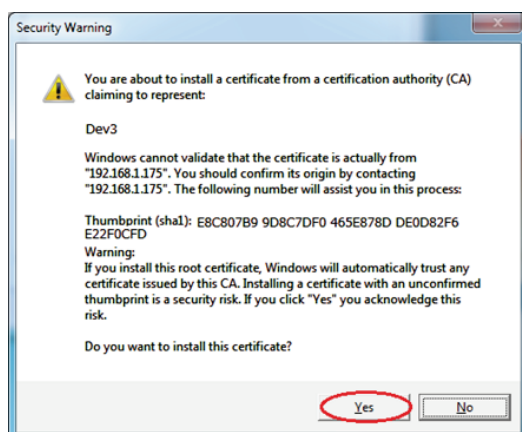 Security Warning
You are about to install a certificate from a certification authority (CA)
claiming to represent:
Dev3
Windows cannot validate that the certificate is actually from
"192.168.1.175". You should confirm its origin by contacting
"192.168.1.175". The following number will assist you in this process:
Thumbprint (sha1): E8C807B9 9D8C7DF0 465E878D DE0D82F6
E22F0CFD
Warning:
If you install this root certificate, Windows will automatically trust any
certificate issued by this CA. Installing a certificate with an unconfirmed
thumbprint is a security risk. If you click "Yes" you acknowledge this
risk.
Do you want to install this certificate?
Yes No